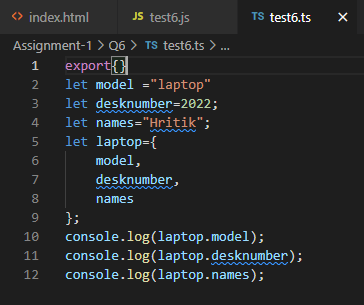 index.html
JS test6.js
TS test6.ts ×
Assignment-1 > Q6 > TS test6.ts > ...
1 export{}
2 let model ="laptop"
3 let desknumber=2022;
4 let names="Hritik";
5 let laptop={
6 model,
7 desknumber,
8 names
9 };
10 console.log(laptop.model);
11 console.log(laptop.desknumber);
12 console.log(laptop.names);